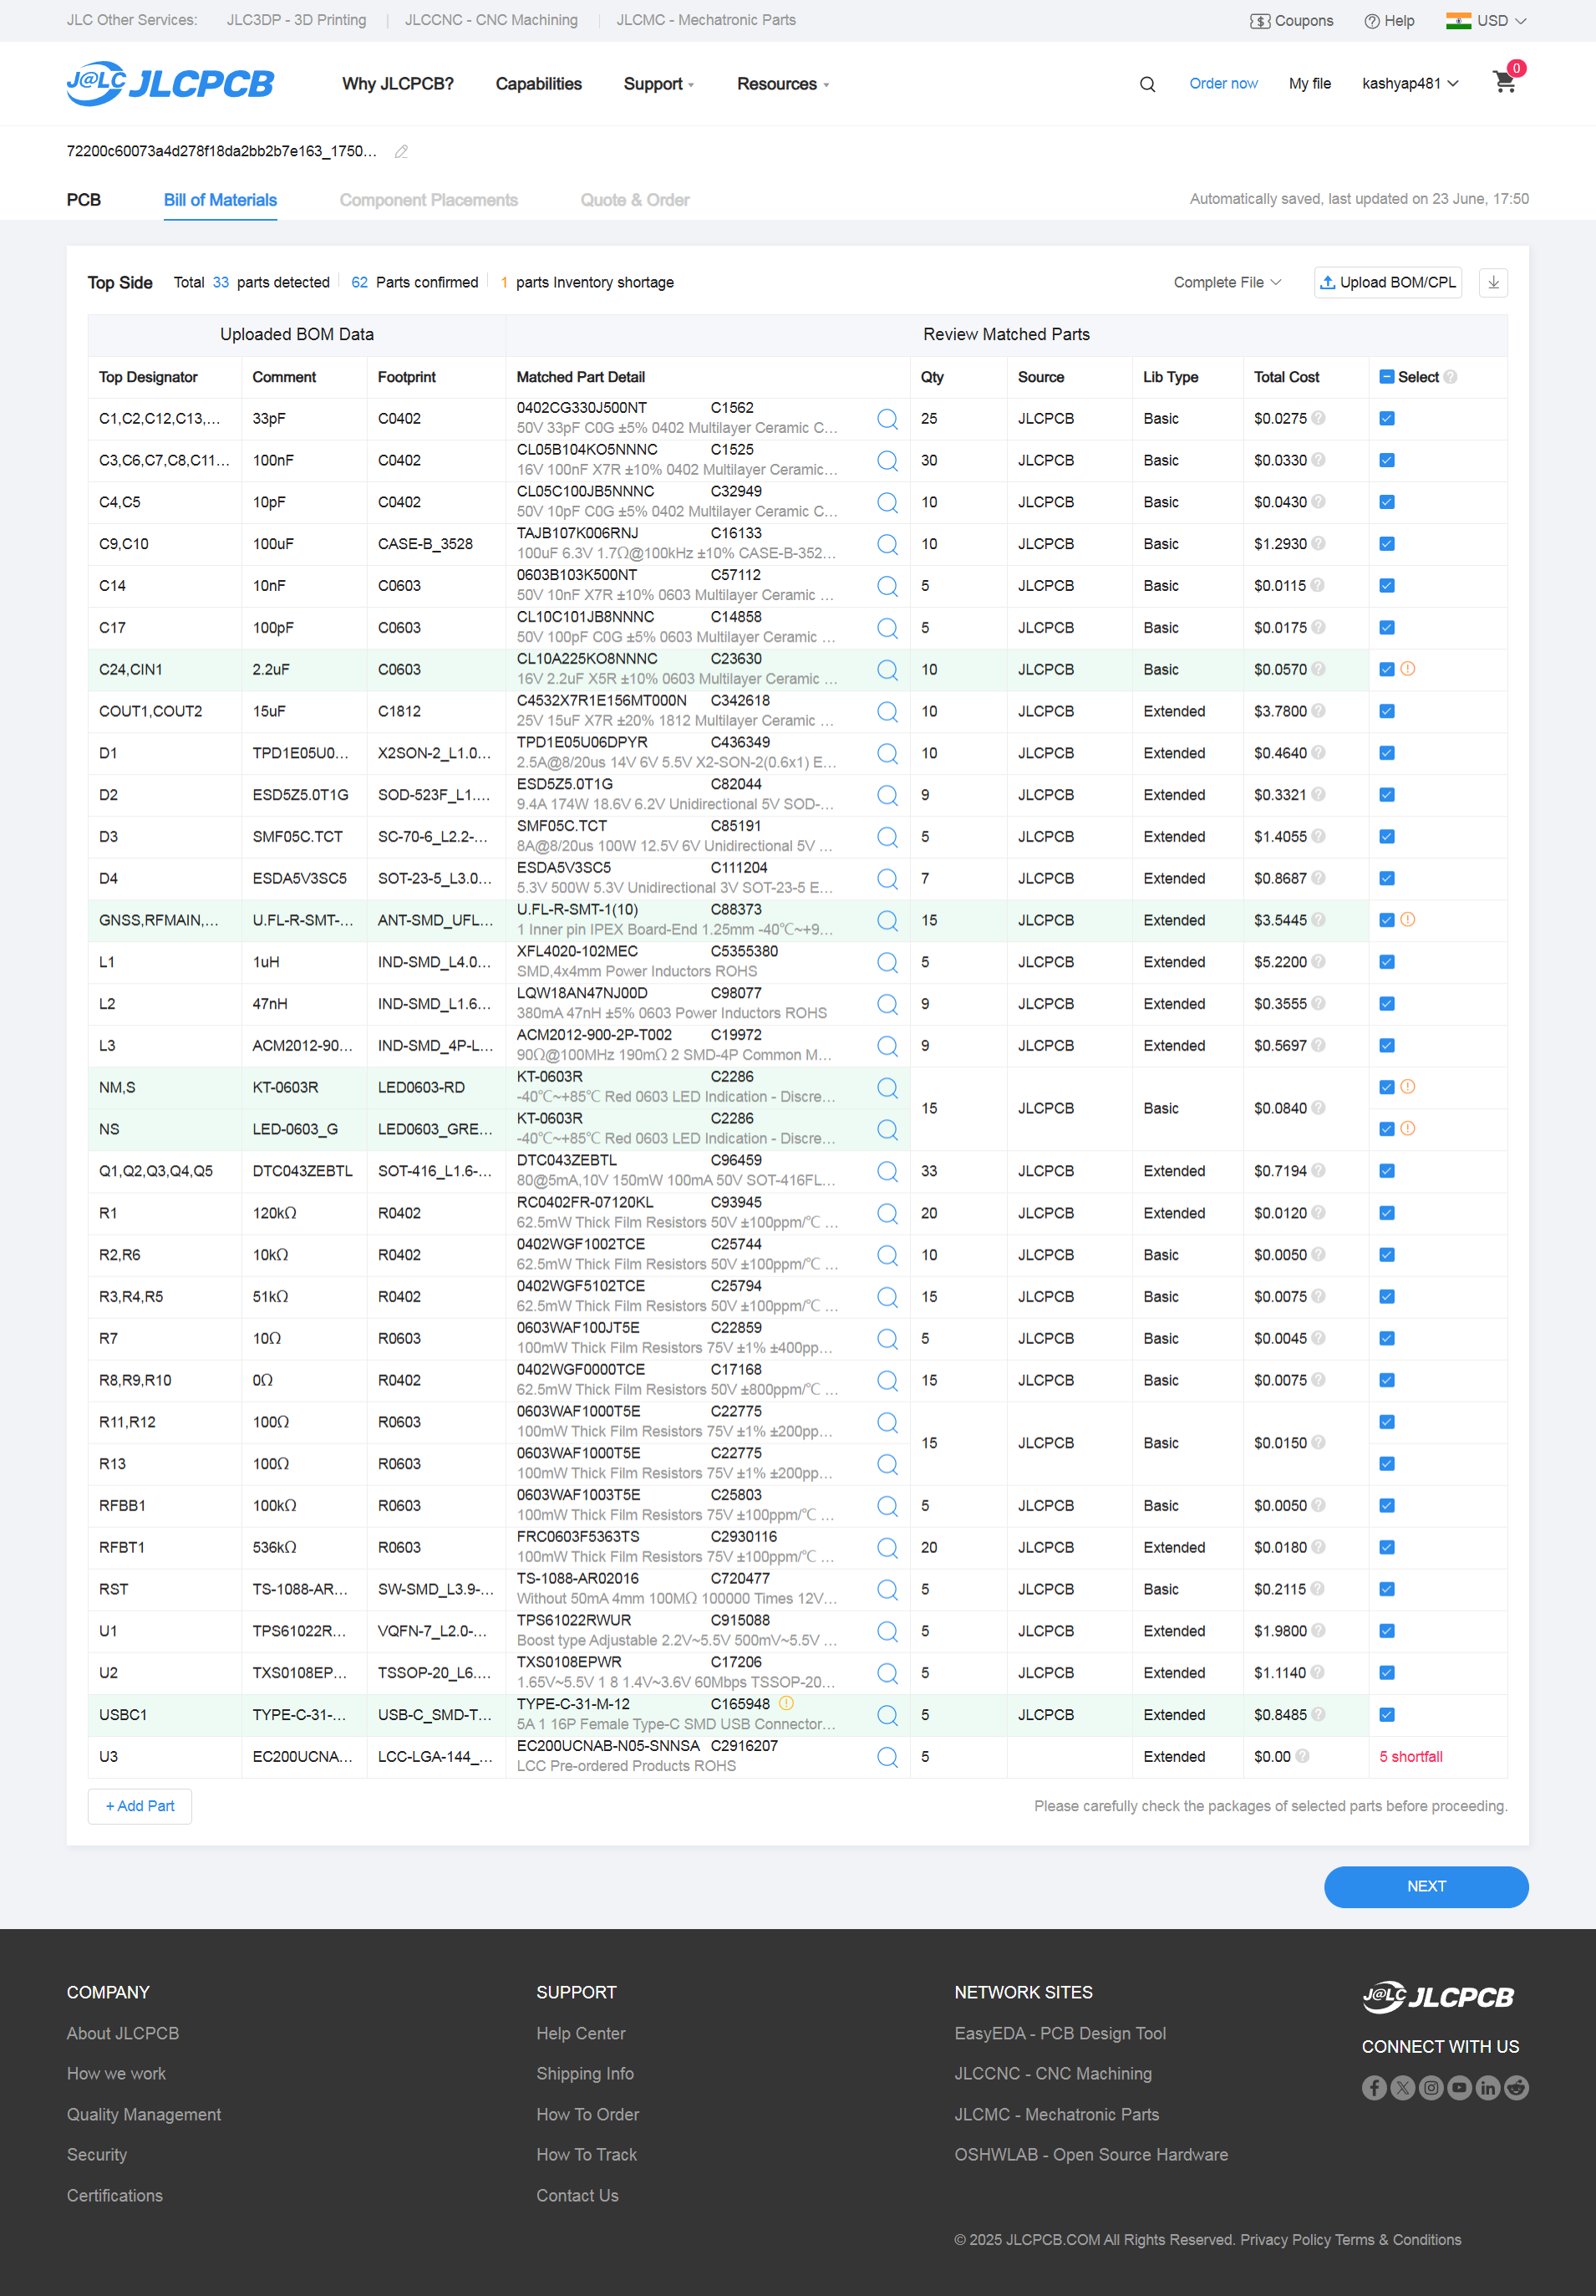 JLC Other Services: JLC3DP - 3D Printing | JLCCNC - CNC Machining | JLCMC - Mechatronic Parts Coupons Help USD
J@LC JLCPCB Why JLCPCB? Capabilities Support Resources Order now My file kashyap481 0
72200c60073a4d278f18da2bb2b7e163_1750...
PCB Bill of Materials Component Placements Quote & Order Automatically saved, last updated on 23 June, 17:50
Top Side Total 33 parts detected 62 Parts confirmed 1 parts Inventory shortage Complete File Upload BOM/CPL
Uploaded BOM Data Review Matched Parts
Top Designator Comment Footprint Matched Part Detail Qty Source Lib Type Total Cost Select
C1,C2,C12,C13,... 33pF C0402 0402CG330J500NT C1562 25 JLCPCB Basic $0.0275
50V 33pF C0G ±5% 0402 Multilayer Ceramic C...
C3,C6,C7,C8,C11... 100nF C0402 CL05B104KO5NNNC C1525 30 JLCPCB Basic $0.0330
16V 100nF X7R ±10% 0402 Multilayer Ceramic...
C4,C5 10pF C0402 CL05C100JB5NNNC C32949 10 JLCPCB Basic $0.0430
50V 10pF C0G ±5% 0402 Multilayer Ceramic C...
C9,C10 100uF CASE-B_3528 TAJB107K006RNJ C16133 10 JLCPCB Basic $1.2930
100uF 6.3V 1.7Ω@100kHz ±10% CASE-B-352...
C14 10nF C0603 0603B103K500NT C57112 5 JLCPCB Basic $0.0115
50V 10nF X7R ±10% 0603 Multilayer Ceramic ...
C17 100pF C0603 CL10C101JB8NNNC C14858 5 JLCPCB Basic $0.0175
50V 100pF C0G ±5% 0603 Multilayer Ceramic ...
C24,CIN1 2.2uF C0603 CL10A225KO8NNNC C23630 10 JLCPCB Basic $0.0570
16V 2.2uF X5R ±10% 0603 Multilayer Ceramic ...
COUT1,COUT2 15uF C1812 C4532X7R1E156MT000N C342618 10 JLCPCB Extended $3.7800
25V 15uF X7R ±20% 1812 Multilayer Ceramic ...
D1 TPD1E05U0... X2SON-2_L1.0... TPD1E05U06DPYR C436349 10 JLCPCB Extended $0.4640
2.5A@8/20us 14V 6V 5.5V X2-SON-2(0.6x1) E...
D2 ESD5Z5.0T1G SOD-523F_L1.... ESD5Z5.0T1G C82044 9 JLCPCB Extended $0.3321
9.4A 174W 18.6V 6.2V Unidirectional 5V SOD-...
D3 SMF05C.TCT SC-70-6_L2.2-... SMF05C.TCT C85191 5 JLCPCB Extended $1.4055
8A@8/20us 100W 12.5V 6V Unidirectional 5V ...
D4 ESDA5V3SC5 SOT-23-5_L3.0... ESDA5V3SC5 C111204 7 JLCPCB Extended $0.8687
5.3V 500W 5.3V Unidirectional 3V SOT-23-5 E...
GNSS,RFMAIN,... U.FL-R-SMT-... ANT-SMD_UFL... U.FL-R-SMT-1(10) C88373 15 JLCPCB Extended $3.5445
1 Inner pin IPEX Board-End 1.25mm -40℃~+9...
L1 1uH IND-SMD_L4.0... XFL4020-102MEC C5355380 5 JLCPCB Extended $5.2200
SMD,4x4mm Power Inductors ROHS
L2 47nH IND-SMD_L1.6... LQW18AN47NJ00D C98077 9 JLCPCB Extended $0.3555
380mA 47nH ±5% 0603 Power Inductors ROHS
L3 ACM2012-90... IND-SMD_4P-L... ACM2012-900-2P-T002 C19972 9 JLCPCB Extended $0.5697
90Ω@100MHz 190mΩ 2 SMD-4P Common M...
NM,S KT-0603R LED0603-RD KT-0603R C2286 15 JLCPCB Basic $0.0840
-40℃~+85℃ Red 0603 LED Indication - Discre...
NS LED-0603_G LED0603_GRE... KT-0603R C2286
-40℃~+85℃ Red 0603 LED Indication - Discre...
Q1,Q2,Q3,Q4,Q5 DTC043ZEBTL SOT-416_L1.6-... DTC043ZEBTL C96459 33 JLCPCB Extended $0.7194
80@5mA,10V 150mW 100mA 50V SOT-416FL...
R1 120kΩ R0402 RC0402FR-07120KL C93945 20 JLCPCB Extended $0.0120
62.5mW Thick Film Resistors 50V ±100ppm/℃ ...
R2,R6 10kΩ R0402 0402WGF1002TCE C25744 10 JLCPCB Basic $0.0050
62.5mW Thick Film Resistors 50V ±100ppm/℃ ...
R3,R4,R5 51kΩ R0402 0402WGF5102TCE C25794 15 JLCPCB Basic $0.0075
62.5mW Thick Film Resistors 50V ±100ppm/℃ ...
R7 10Ω R0603 0603WAF100JT5E C22859 5 JLCPCB Basic $0.0045
100mW Thick Film Resistors 75V ±1% ±400pp...
R8,R9,R10 0Ω R0402 0402WGF0000TCE C17168 15 JLCPCB Basic $0.0075
62.5mW Thick Film Resistors 50V ±800ppm/℃ ...
R11,R12 100Ω R0603 0603WAF1000T5E C22775 15 JLCPCB Basic $0.0150
100mW Thick Film Resistors 75V ±1% ±200pp...
R13 100Ω R0603 0603WAF1000T5E C22775
100mW Thick Film Resistors 75V ±1% ±200pp...
RFBB1 100kΩ R0603 0603WAF1003T5E C25803 5 JLCPCB Basic $0.0050
100mW Thick Film Resistors 75V ±100ppm/℃ ...
RFBT1 536kΩ R0603 FRC0603F5363TS C2930116 20 JLCPCB Extended $0.0180
100mW Thick Film Resistors 75V ±100ppm/℃ ...
RST TS-1088-AR... SW-SMD_L3.9-... TS-1088-AR02016 C720477 5 JLCPCB Basic $0.2115
Without 50mA 4mm 100MΩ 100000 Times 12V...
U1 TPS61022R... VQFN-7_L2.0-... TPS61022RWUR C915088 5 JLCPCB Extended $1.9800
Boost type Adjustable 2.2V~5.5V 500mV~5.5V ...
U2 TXS0108EP... TSSOP-20_L6.... TXS0108EPWR C17206 5 JLCPCB Extended $1.1140
1.65V~5.5V 1 8 1.4V~3.6V 60Mbps TSSOP-20...
USBC1 TYPE-C-31-... USB-C_SMD-T... TYPE-C-31-M-12 C165948 5 JLCPCB Extended $0.8485
5A 1 16P Female Type-C SMD USB Connector...
U3 EC200UCNA... LCC-LGA-144_... EC200UCNAB-N05-SNNSA C2916207 5 Extended $0.00 5 shortfall
LCC Pre-ordered Products ROHS
+ Add Part Please carefully check the packages of selected parts before proceeding.
NEXT
COMPANY SUPPORT NETWORK SITES J@LC JLCPCB
About JLCPCB Help Center EasyEDA - PCB Design Tool CONNECT WITH US
How we work Shipping Info JLCCNC - CNC Machining
Quality Management How To Order JLCMC - Mechatronic Parts
Security How To Track OSHWLAB - Open Source Hardware
Certifications Contact Us
© 2025 JLCPCB.COM All Rights Reserved. Privacy Policy Terms & Conditions